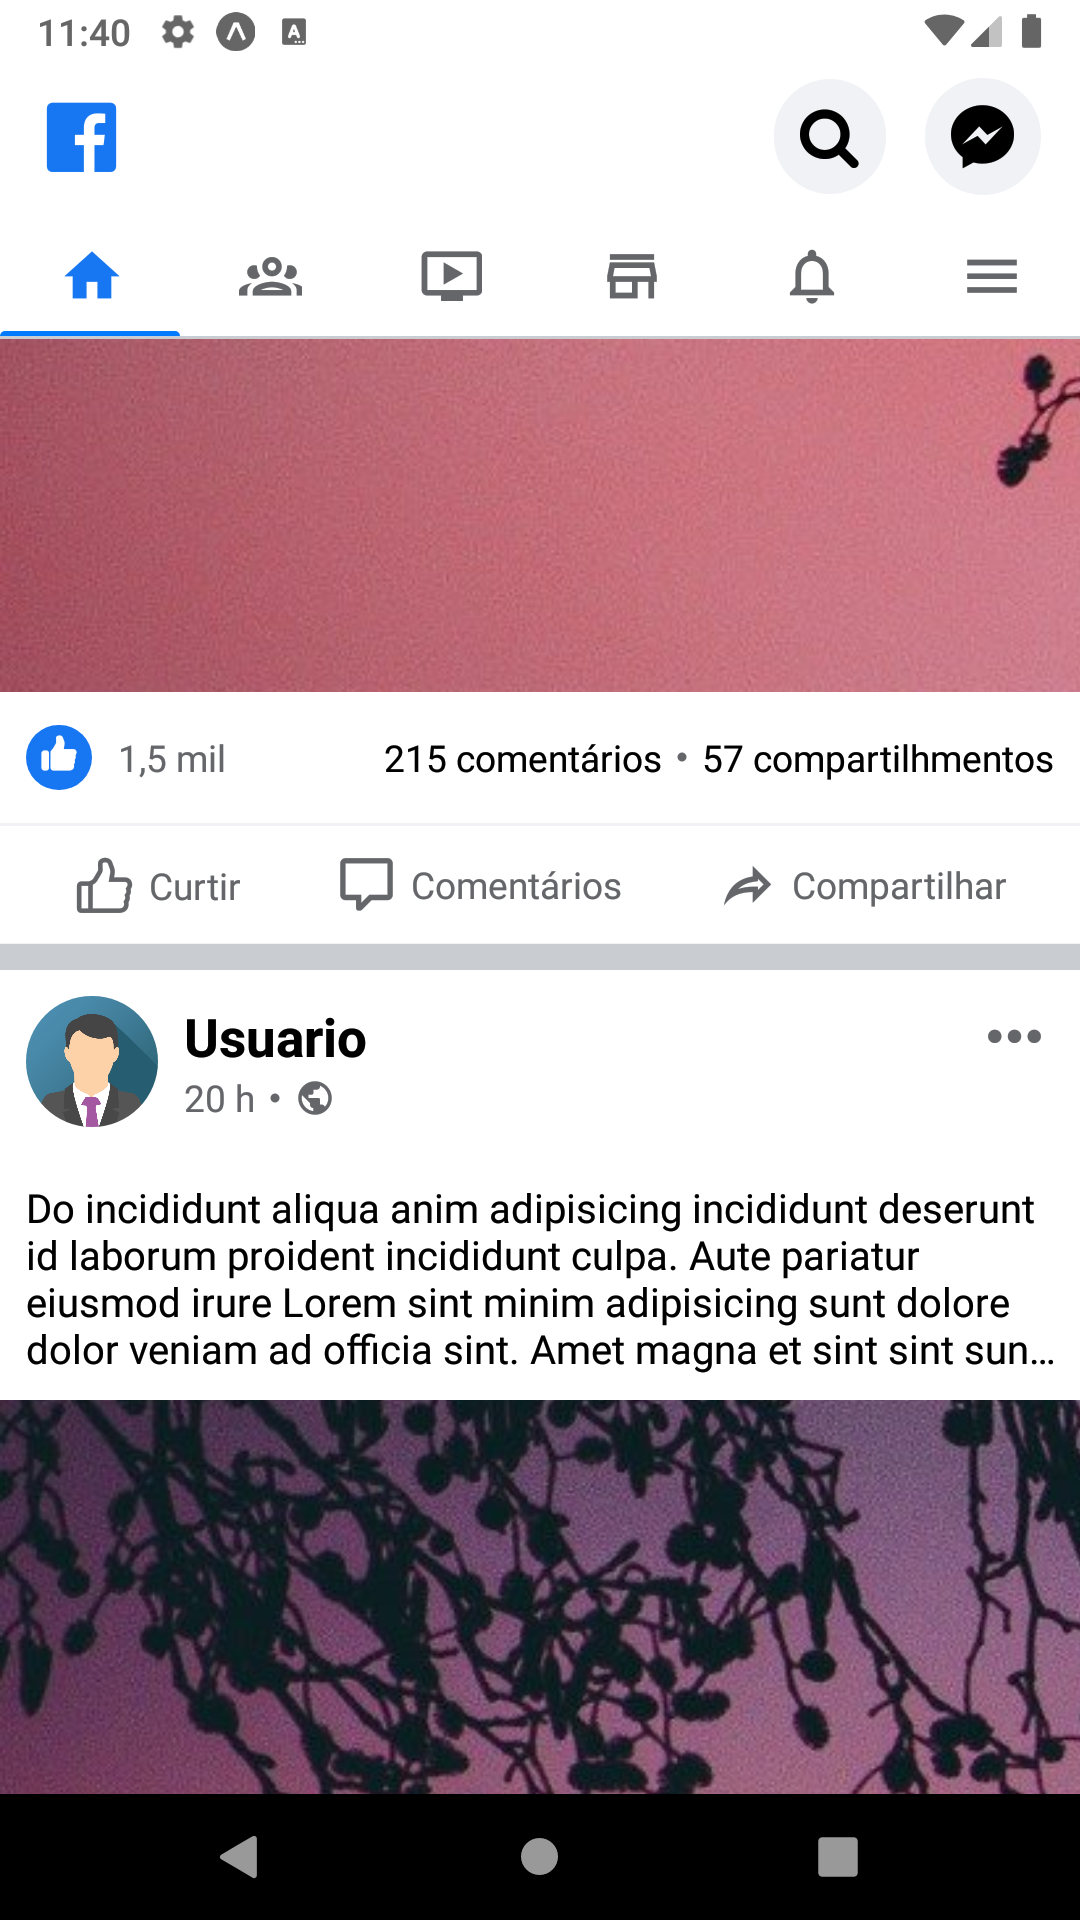 11:40
1,5 mil 215 comentários • 57 compartilhmentos
Curtir Comentários Compartilhar
Usuario
20 h •
Do incididunt aliqua anim adipisicing incididunt deserunt
id laborum proident incididunt culpa. Aute pariatur
eiusmod irure Lorem sint minim adipisicing sunt dolore
dolor veniam ad officia sint. Amet magna et sint sint sun…